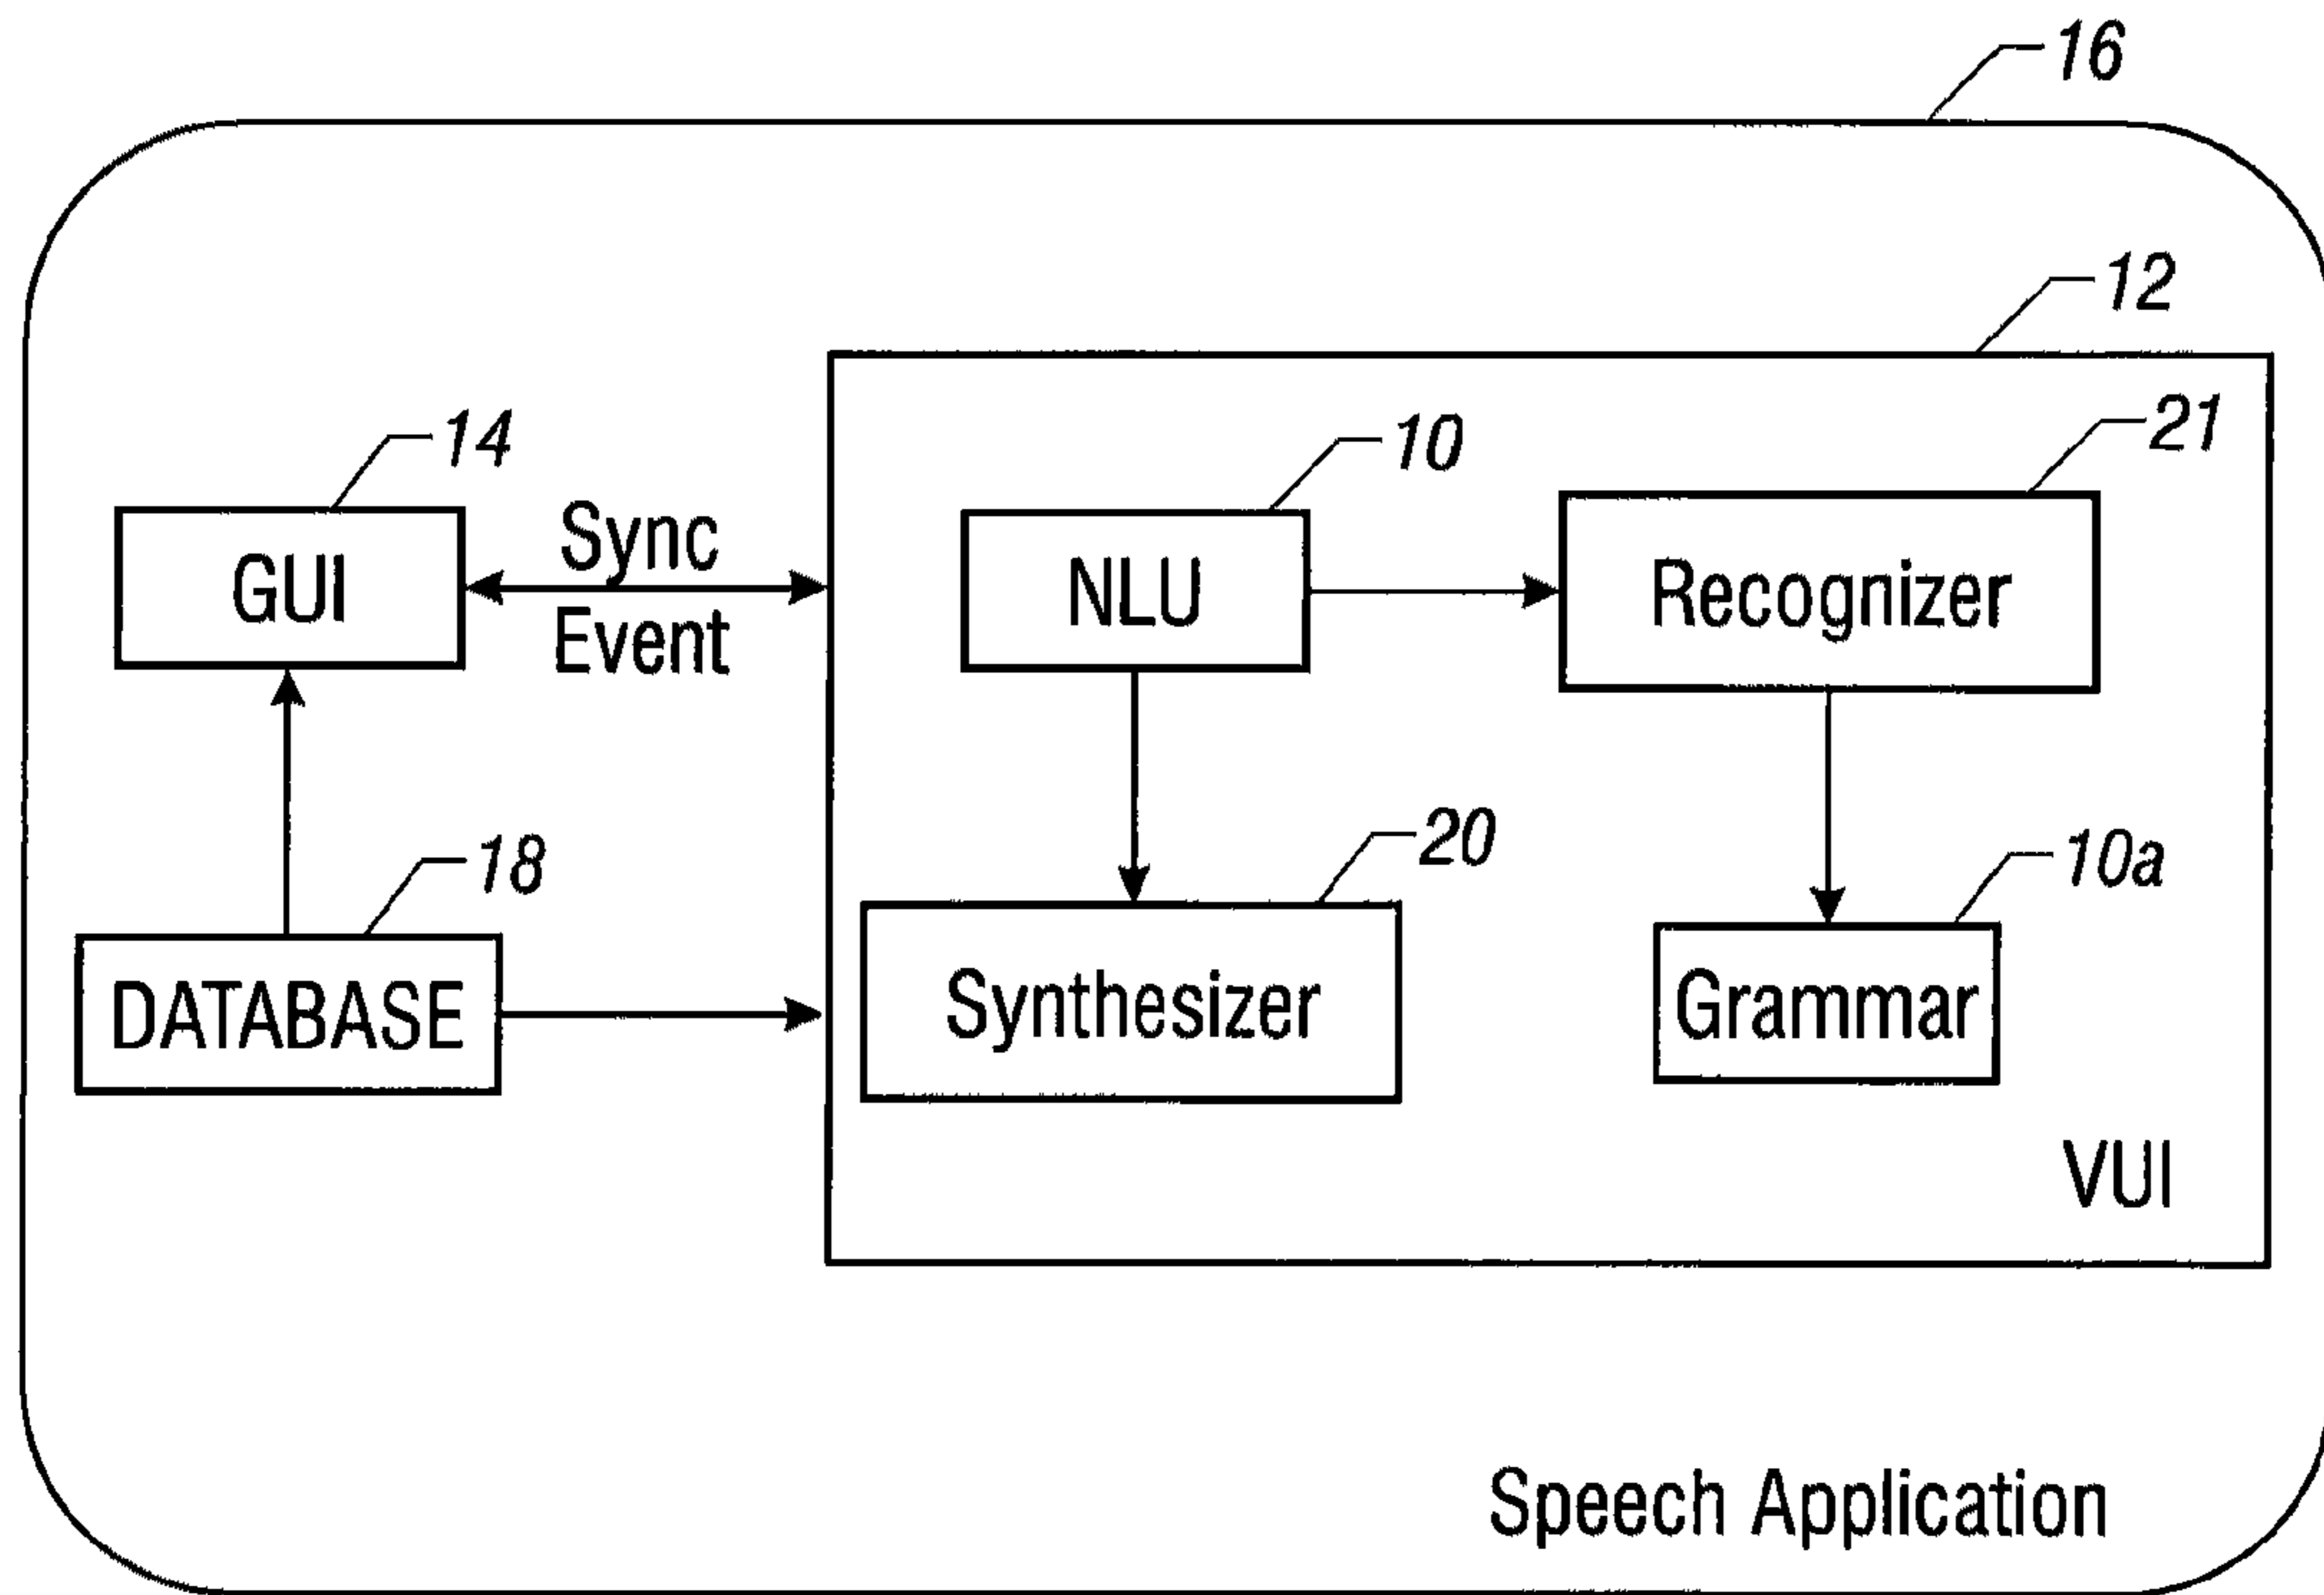 16
12
21
14
10
Sync
GUI
NLU
Recognizer
Event
20
18
10a
DATABASE
Synthesizer
Grammar
VUI
Speech Application